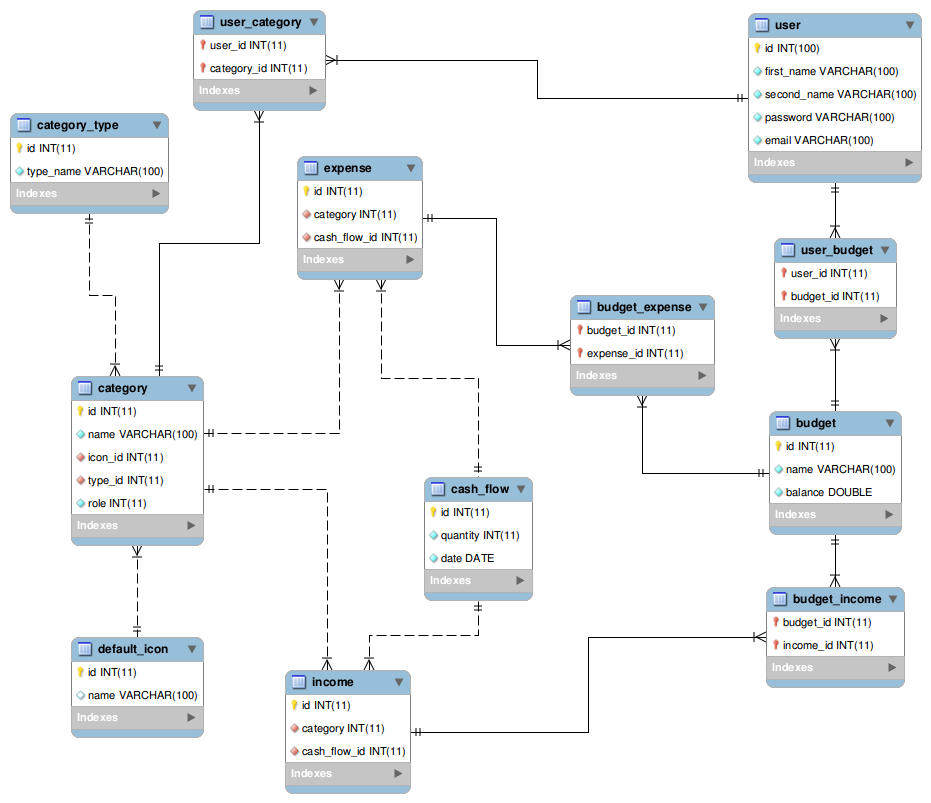 user_category
user_id INT(11)
category_id INT(11)
Indexes
user
id INT(100)
first_name VARCHAR(100)
second_name VARCHAR(100)
password VARCHAR(100)
email VARCHAR(100)
Indexes
category_type
id INT(11)
type_name VARCHAR(100)
Indexes
expense
id INT(11)
category INT(11)
cash_flow_id INT(11)
Indexes
user_budget
user_id INT(11)
budget_id INT(11)
Indexes
budget_expense
budget_id INT(11)
expense_id INT(11)
Indexes
category
id INT(11)
name VARCHAR(100)
icon_id INT(11)
type_id INT(11)
role INT(11)
Indexes
budget
id INT(11)
name VARCHAR(100)
balance DOUBLE
Indexes
cash_flow
id INT(11)
quantity INT(11)
date DATE
Indexes
budget_income
budget_id INT(11)
income_id INT(11)
Indexes
default_icon
id INT(11)
name VARCHAR(100)
Indexes
income
id INT(11)
category INT(11)
cash_flow_id INT(11)
Indexes